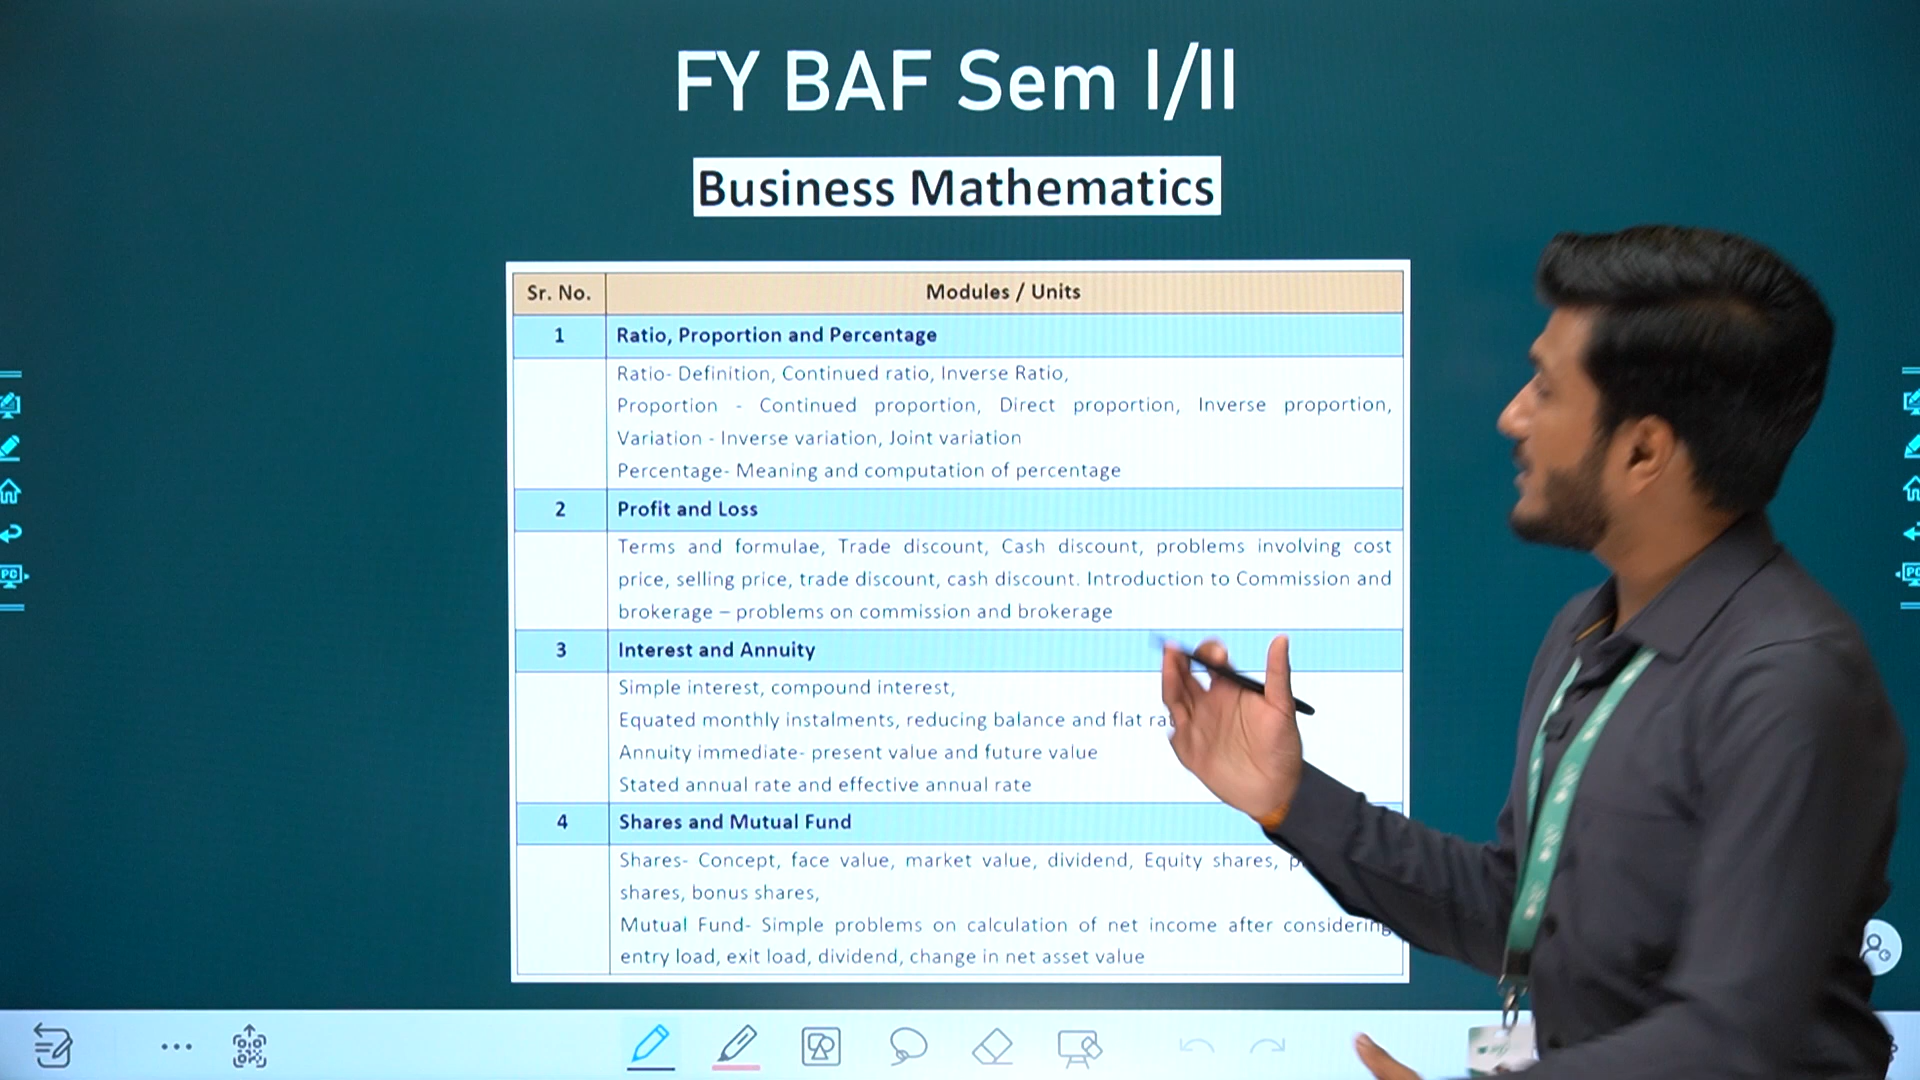 FY BAF Sem I/II
Business Mathematics
Sr. No. Modules / Units
1 Ratio, Proportion and Percentage
Ratio- Definition, Continued ratio, Inverse Ratio,
Proportion - Continued proportion, Direct proportion, Inverse proportion,
Variation - Inverse variation, Joint variation
Percentage- Meaning and computation of percentage
2 Profit and Loss
Terms and formulae, Trade discount, Cash discount, problems involving cost
price, selling price, trade discount, cash discount. Introduction to Commission and
brokerage – problems on commission and brokerage
3 Interest and Annuity
Simple interest, compound interest,
Equated monthly instalments, reducing balance and flat
Annuity immediate- present value and future value
Stated annual rate and effective annual rate
4 Shares and Mutual Fund
Shares- Concept, face value, market value, dividend, Equity shares,
shares, bonus shares,
Mutual Fund- Simple problems on calculation of net income after considering
entry load, exit load, dividend, change in net asset value
PC